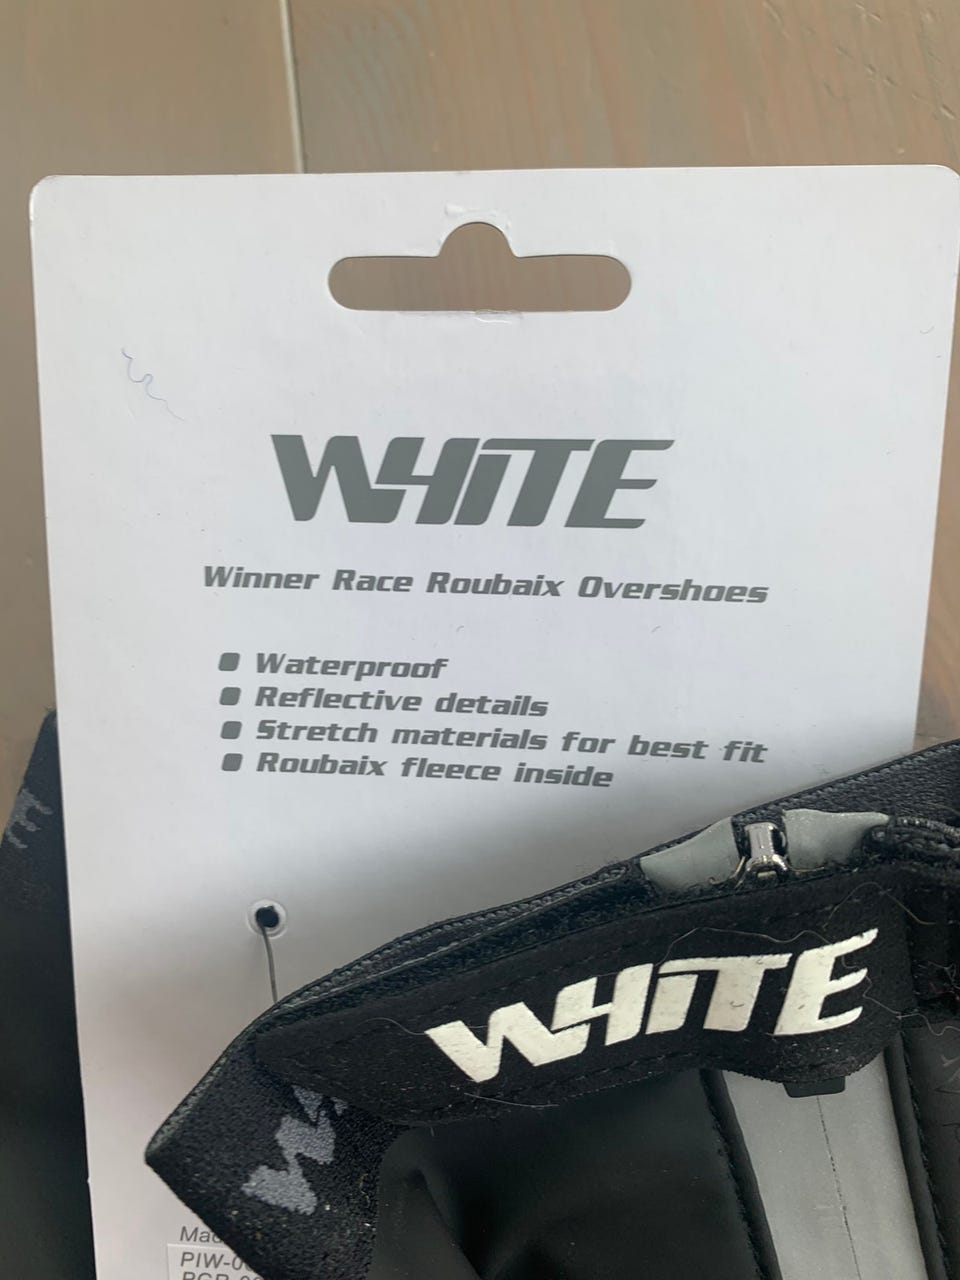 WHITE
Winner Race Roubaix Overshoes
Waterproof
Reflective details
Stretch materials for best fit
Roubaix fleece inside
WHITE